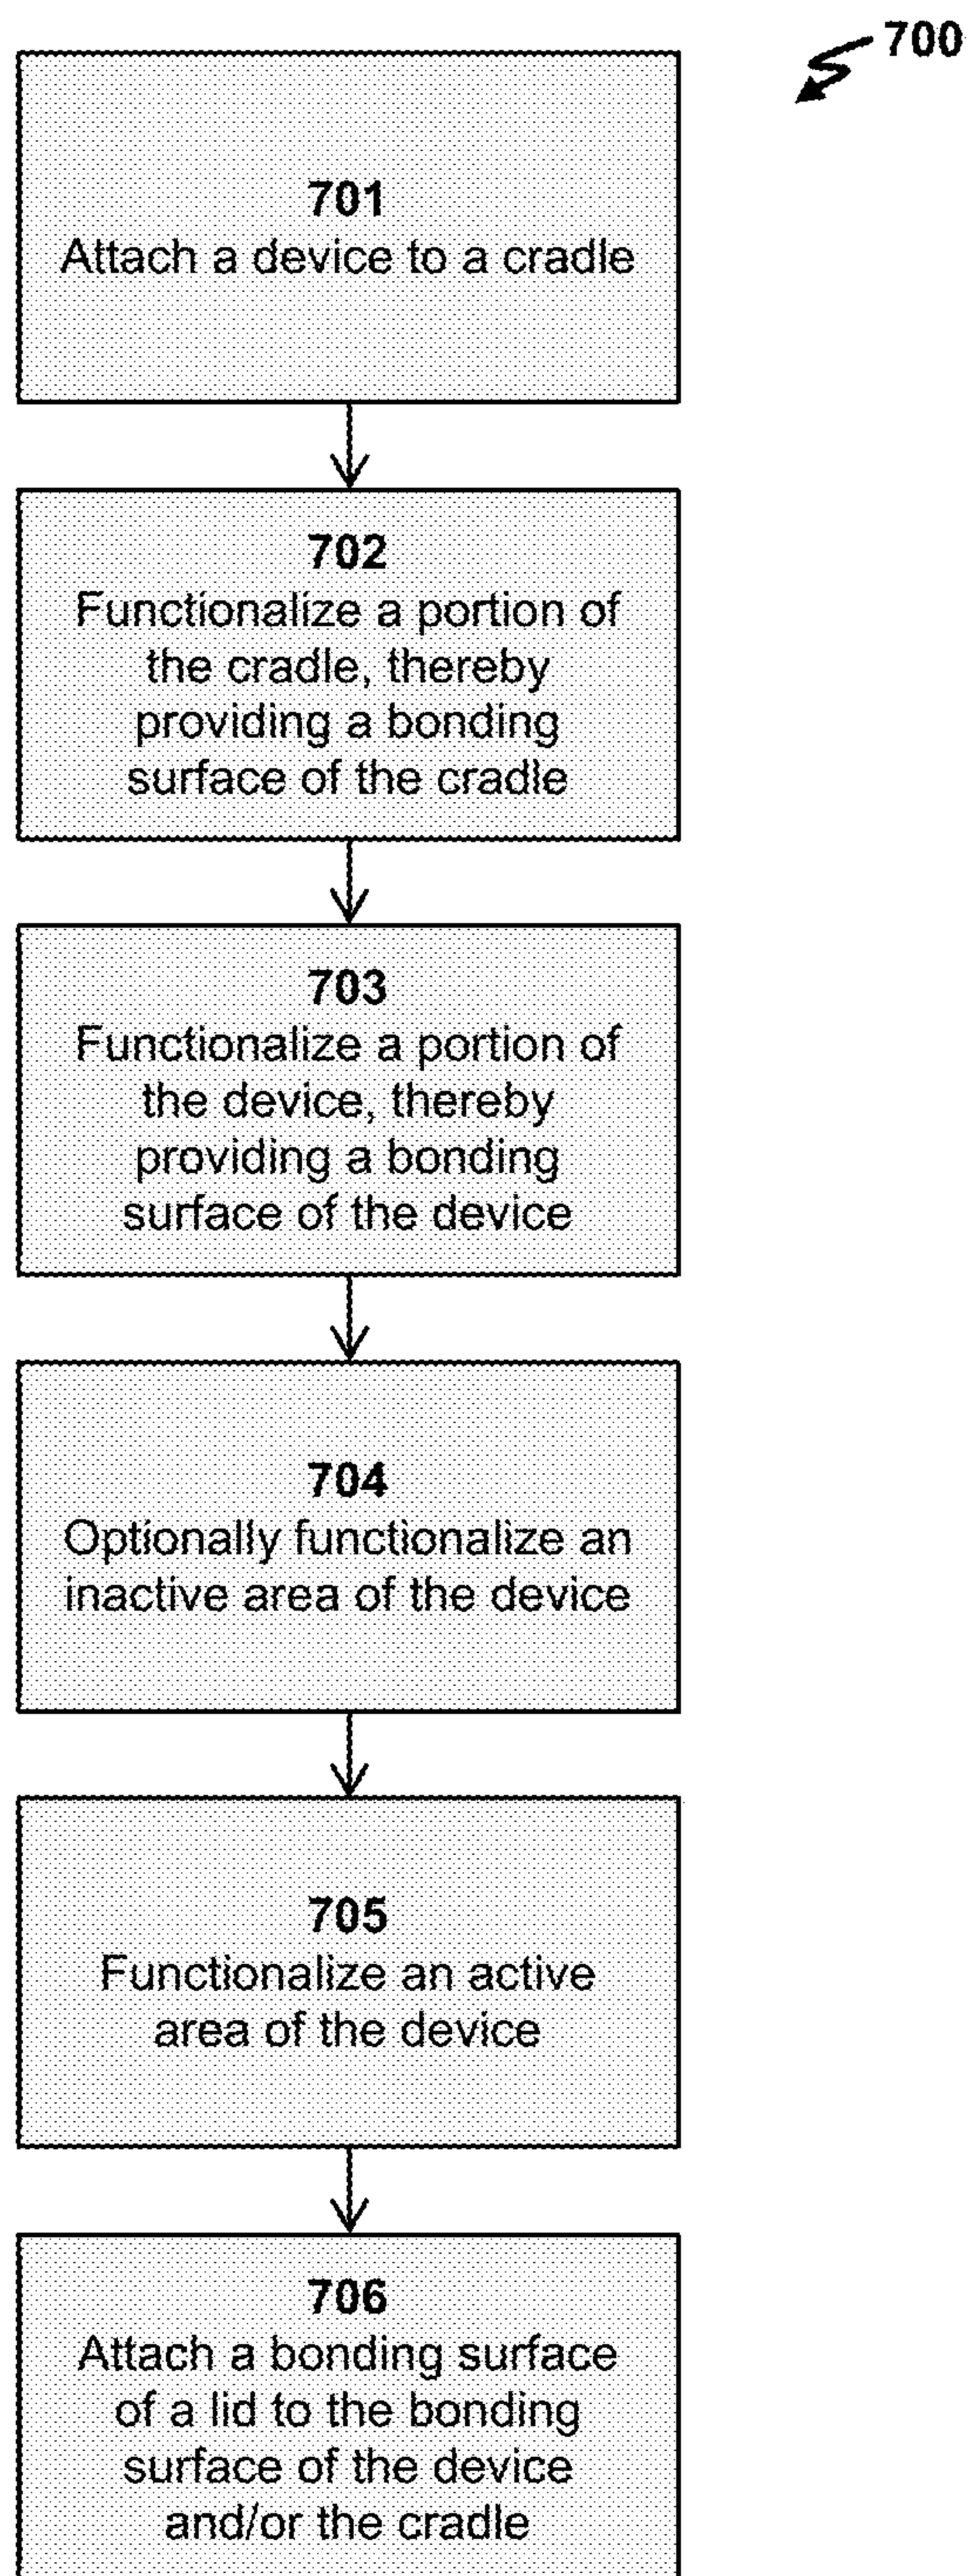 700
701
Attach a device to a cradle
702
Functionalize a portion of
the cradle, thereby
providing a bonding
surface of the cradle
703
Functionalize a portion of
the device, thereby
providing a bonding
surface of the device
704
Optionally functionalize an
inactive area of the device
705
Functionalize an active
area of the device
706
Attach a bonding surface
of a lid to the bonding
surface of the device
and/or the cradle